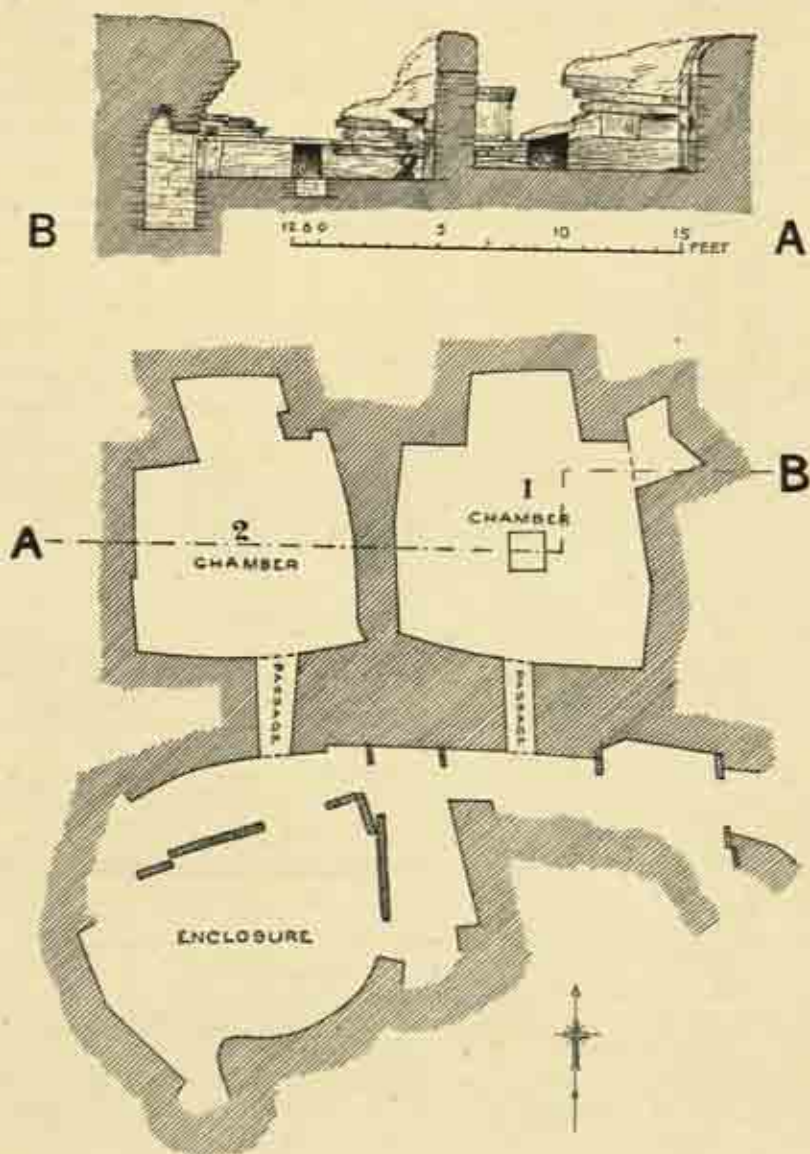 B
12 6 0 5 10 15 FEET
A
1
CHAMBER
B
A
2
CHAMBER
PASSAGE
PASSAGE
ENCLOSURE